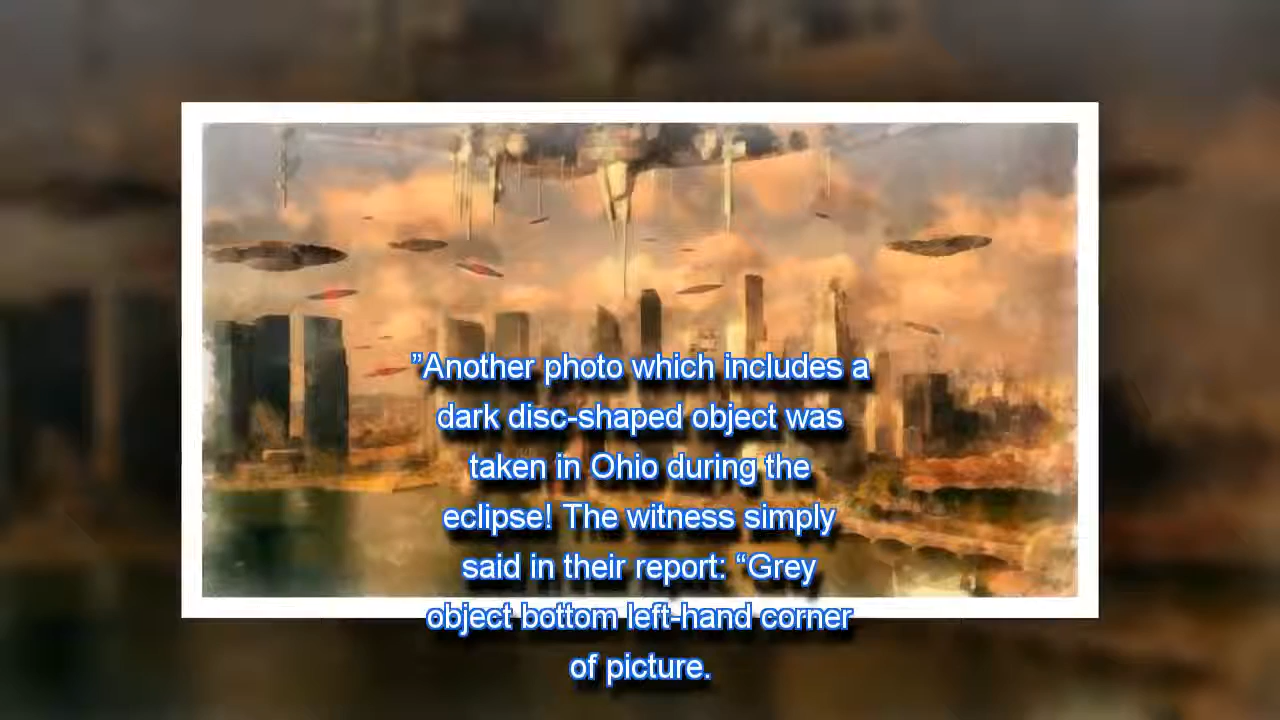 ”Another photo which includes a
dark disc-shaped object was
taken in Ohio during the
eclipse! The witness simply
said in their report: “Grey
object bottom left-hand corner
of picture.